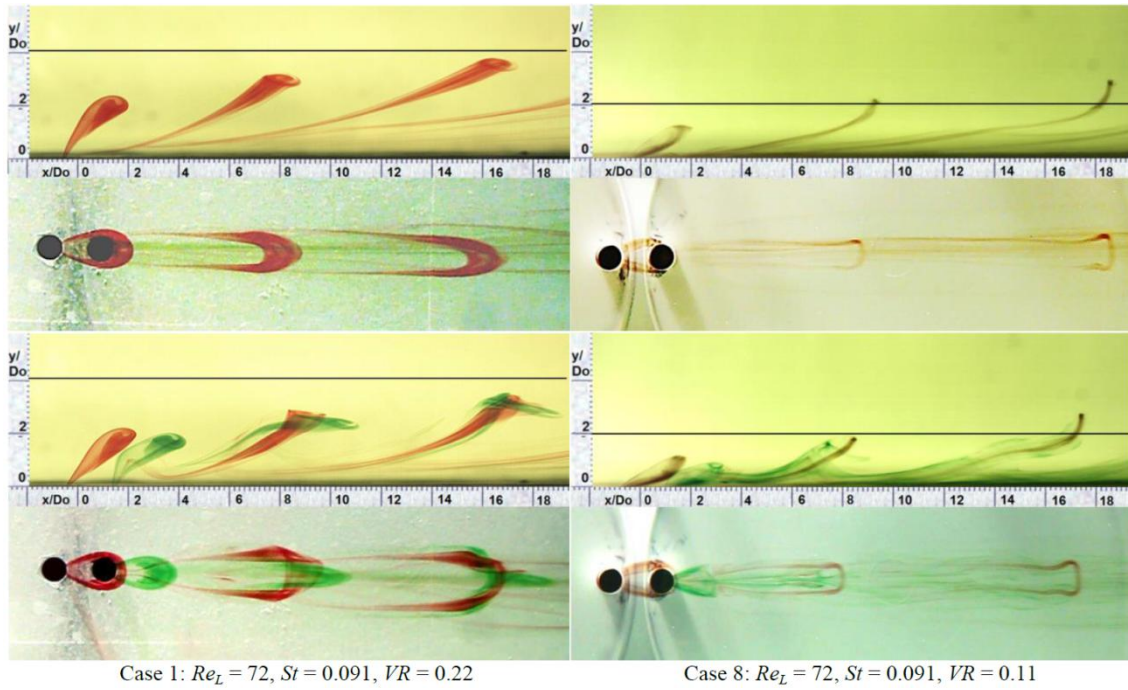 y/
Do
2
0
x/Do 0 2 4 6 8 10 12 14 16 18
y/
Do
2
0
x/Do 0 2 4 6 8 10 12 14 16 18
y/
Do
2
0
x/Do 0 2 4 6 8 10 12 14 16 18
y/
Do
2
0
x/Do 0 2 4 6 8 10 12 14 16 18
Case 1: Re_L = 72, St = 0.091, VR = 0.22
Case 8: Re_L = 72, St = 0.091, VR = 0.11